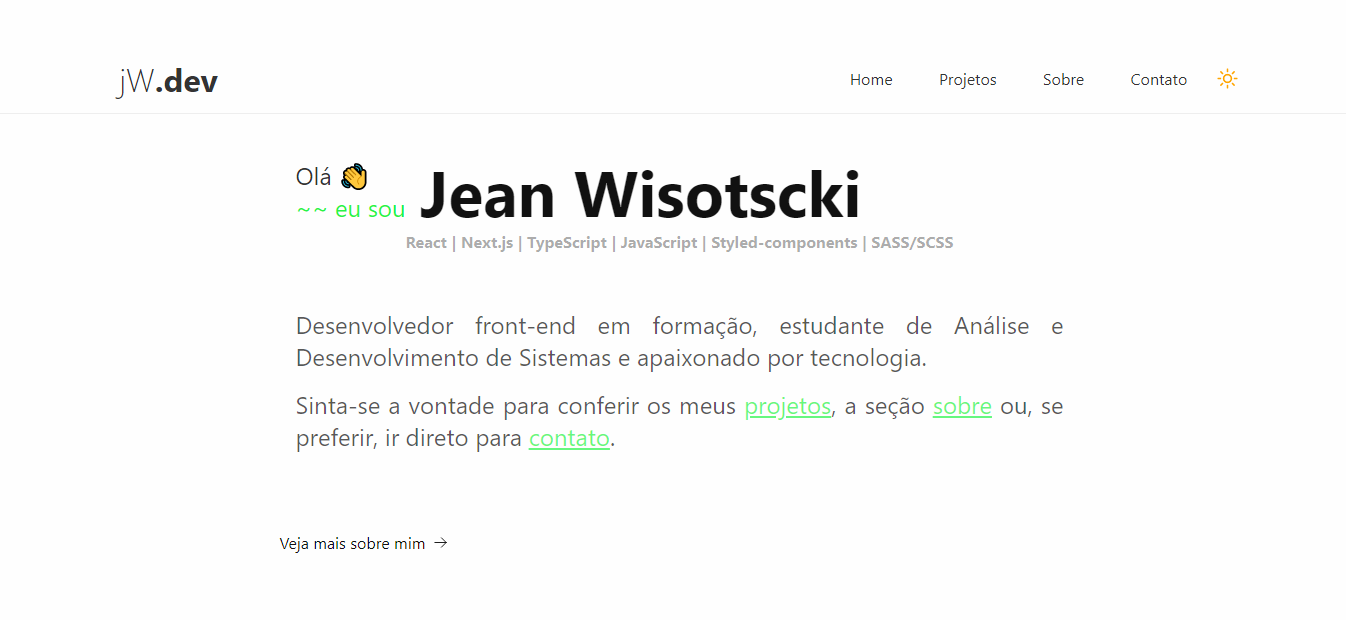 jW.dev
Home Projetos Sobre Contato
Olá 👋
~~ eu sou Jean Wisotscki
React | Next.js | TypeScript | JavaScript | Styled-components | SASS/SCSS
Desenvolvedor front-end em formação, estudante de Análise e
Desenvolvimento de Sistemas e apaixonado por tecnologia.
Sinta-se a vontade para conferir os meus projetos, a seção sobre ou, se
preferir, ir direto para contato.
Veja mais sobre mim →